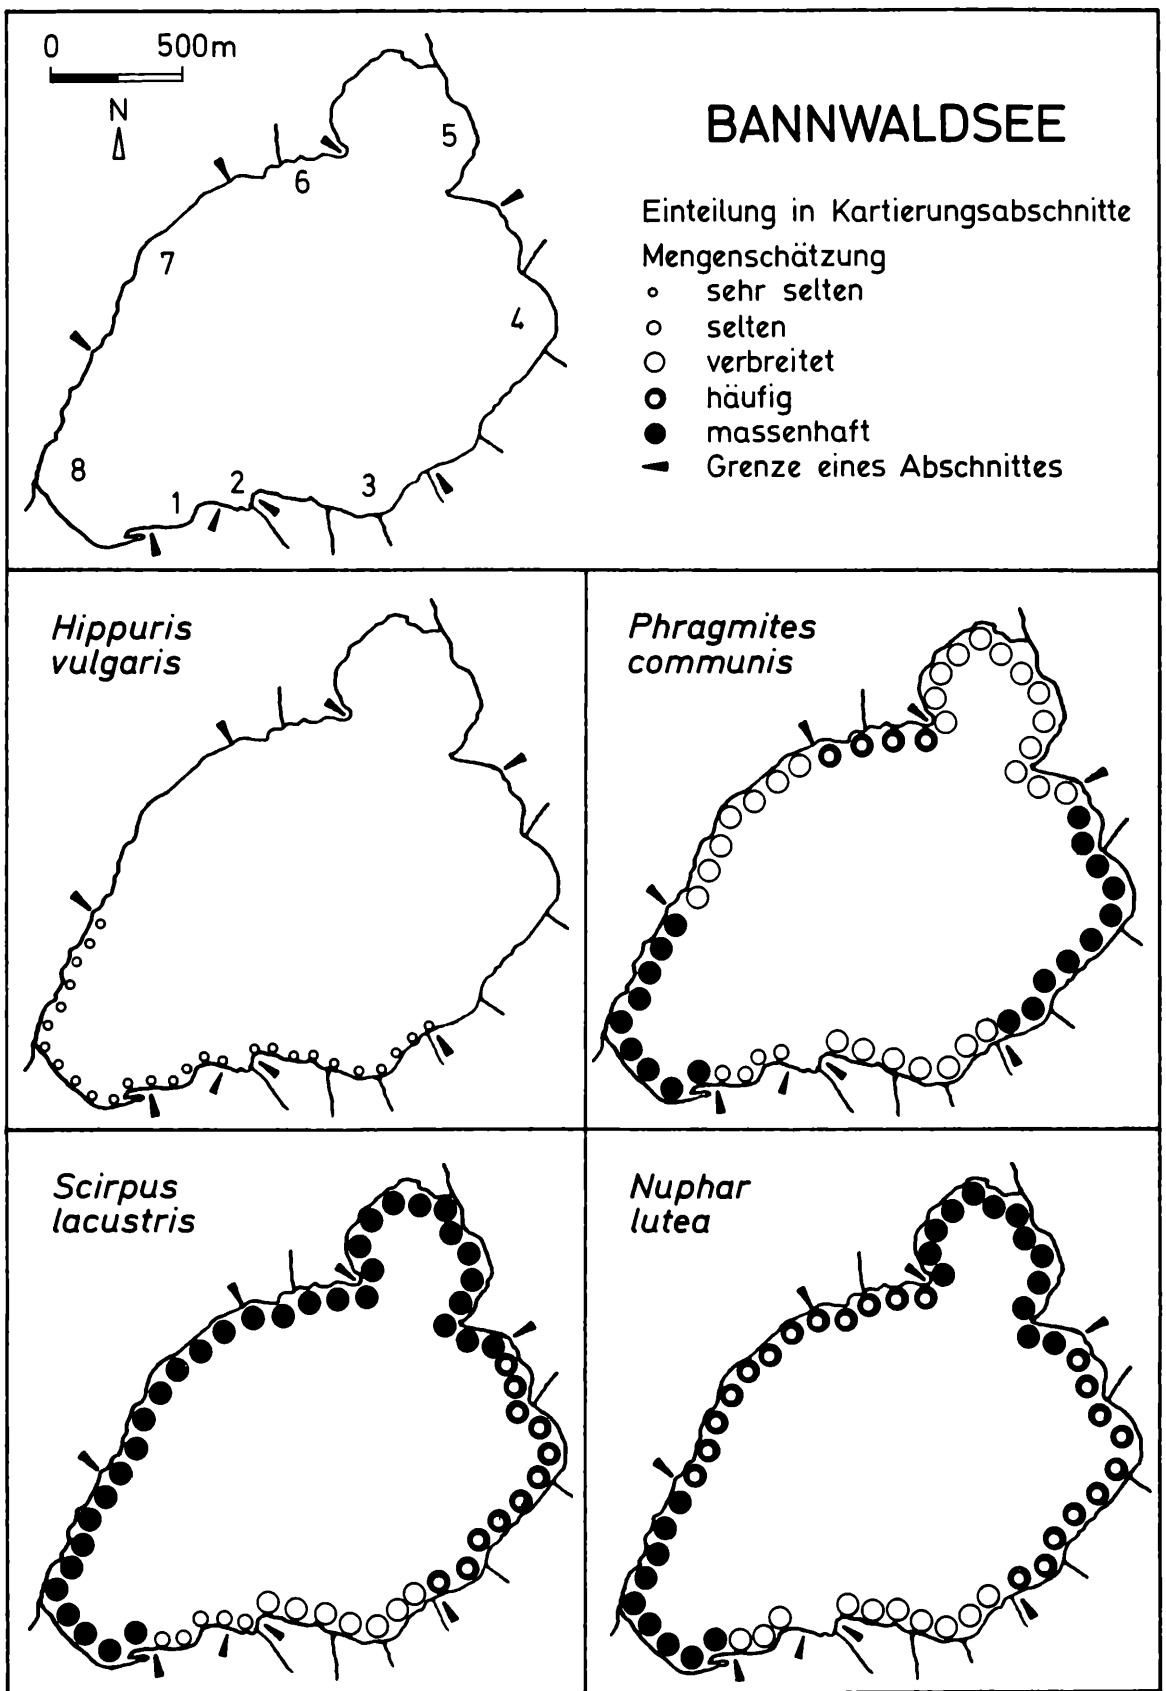 0 500m
N
BANNWALDSEE
Einteilung in Kartierungsabschnitte
Mengenschätzung
sehr selten
selten
verbreitet
häufig
massenhaft
Grenze eines Abschnittes
5
6
7
4
8
1
2
3
Hippuris
vulgaris
Phragmites
communis
Scirpus
lacustris
Nuphar
lutea